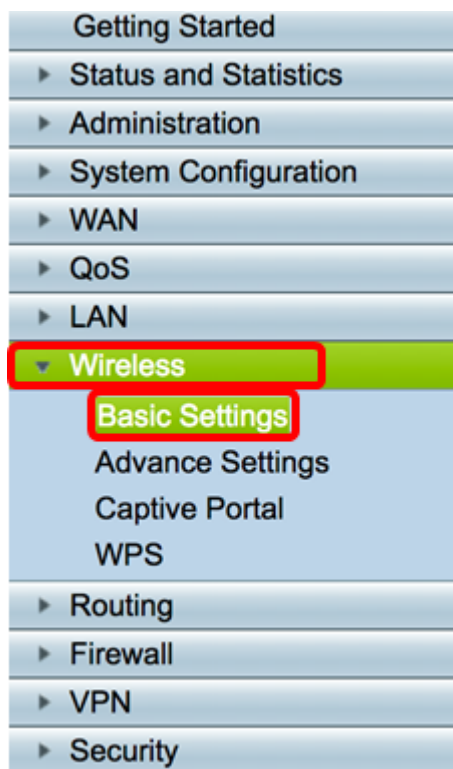 Getting Started
Status and Statistics
Administration
System Configuration
WAN
QoS
LAN
Wireless
Basic Settings
Advance Settings
Captive Portal
WPS
Routing
Firewall
VPN
Security